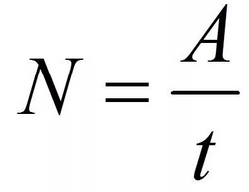 N = A / t